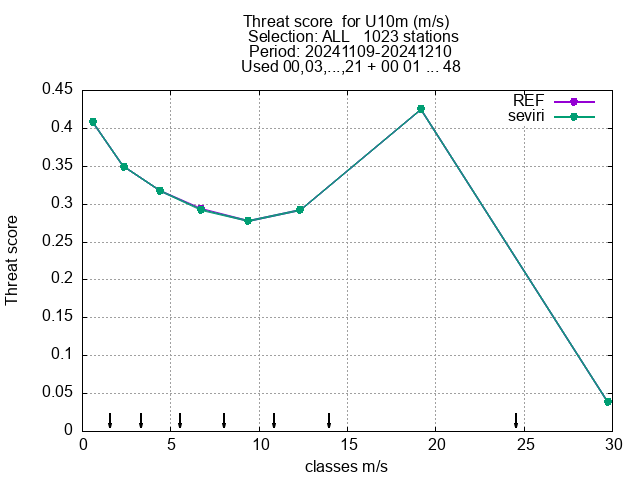 Threat score  for U10m (m/s)
Selection: ALL   1023 stations
Period: 20241109-20241210
Used 00,03,...,21 + 00 01 ... 48
REF
seviri
0.45
0.4
0.35
0.3
0.25
0.2
0.15
0.1
0.05
0
Threat score
0 5 10 15 20 25 30
classes m/s